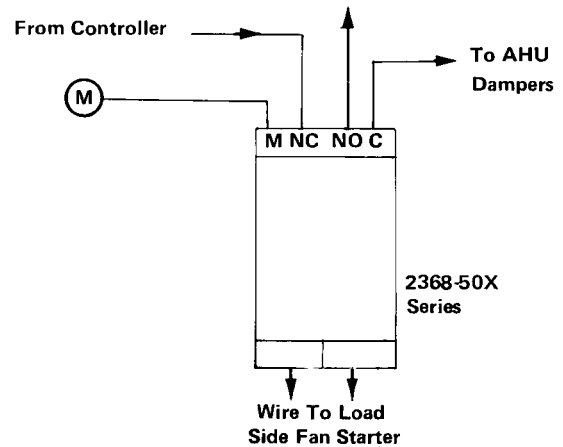 From Controller
To AHU
Dampers
M
M NC NO C
2368-50X
Series
Wire To Load
Side Fan Starter